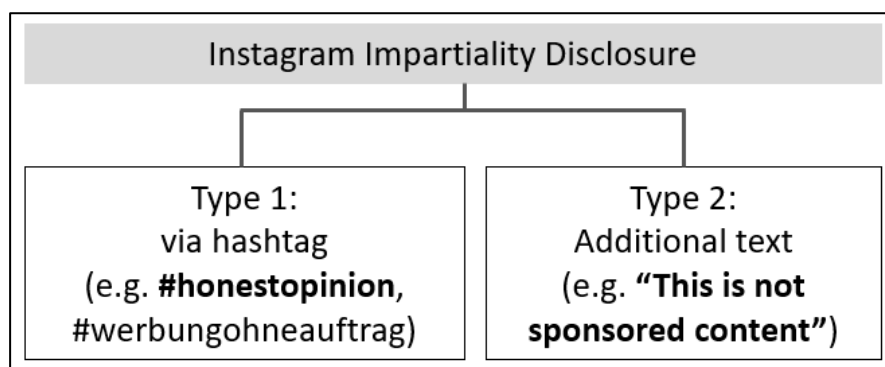 Instagram Impartiality Disclosure
Type 1:
via hashtag
(e.g. #honestopinion,
#werbungohneauftrag)
Type 2:
Additional text
(e.g. “This is not
sponsored content”)